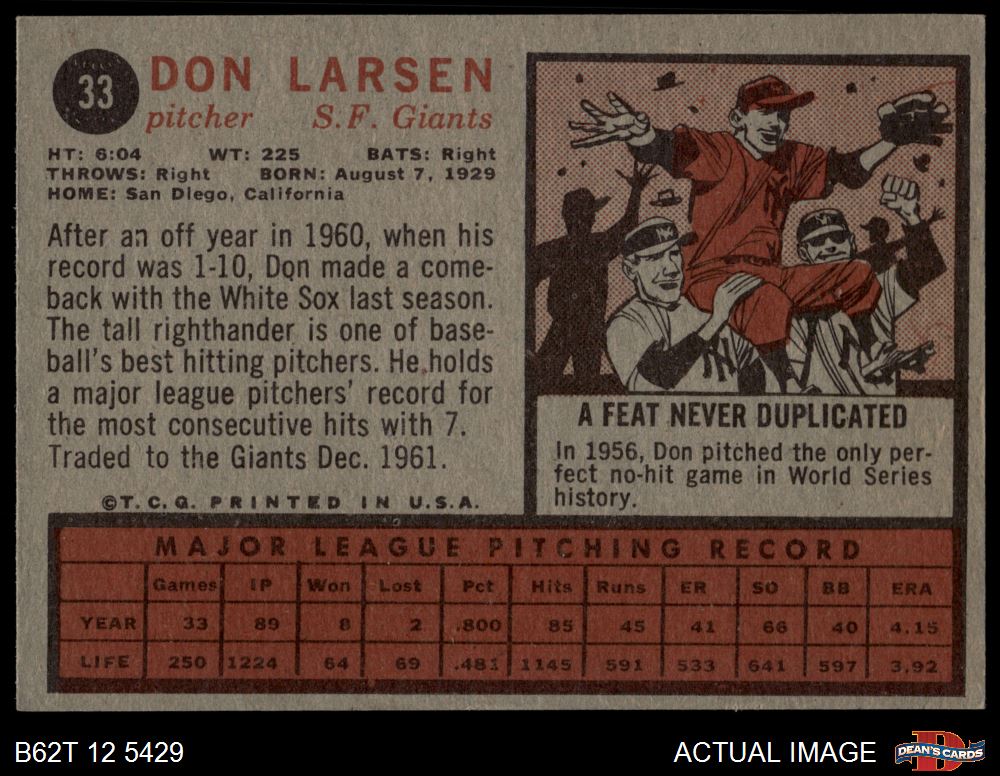 33
DON LARSEN
pitcher S.F. Giants
HT: 6:04 WT: 225 BATS: Right
THROWS: Right BORN: August 7, 1929
HOME: San Diego, California
After an off year in 1960, when his
record was 1-10, Don made a come-
back with the White Sox last season.
The tall righthander is one of base-
ball's best hitting pitchers. He holds
a major league pitchers' record for
the most consecutive hits with 7.
Traded to the Giants Dec. 1961.
©T.C.G. PRINTED IN U.S.A.
A FEAT NEVER DUPLICATED
In 1956, Don pitched the only per-
fect no-hit game in World Series
history.
MAJOR LEAGUE PITCHING RECORD
Games IP Won Lost Pct Hits Runs ER SO BB ERA
YEAR 33 89 8 2 .800 85 45 41 66 40 4.15
LIFE 250 1224 64 69 .481 1145 591 533 641 597 3.92
B62T 12 5429
ACTUAL IMAGE
DEAN'S CARDS